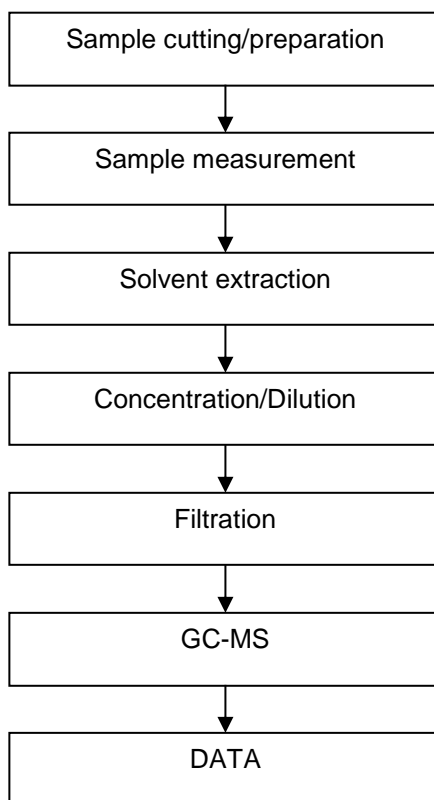 Sample cutting/preparation
Sample measurement
Solvent extraction
Concentration/Dilution
Filtration
GC-MS
DATA